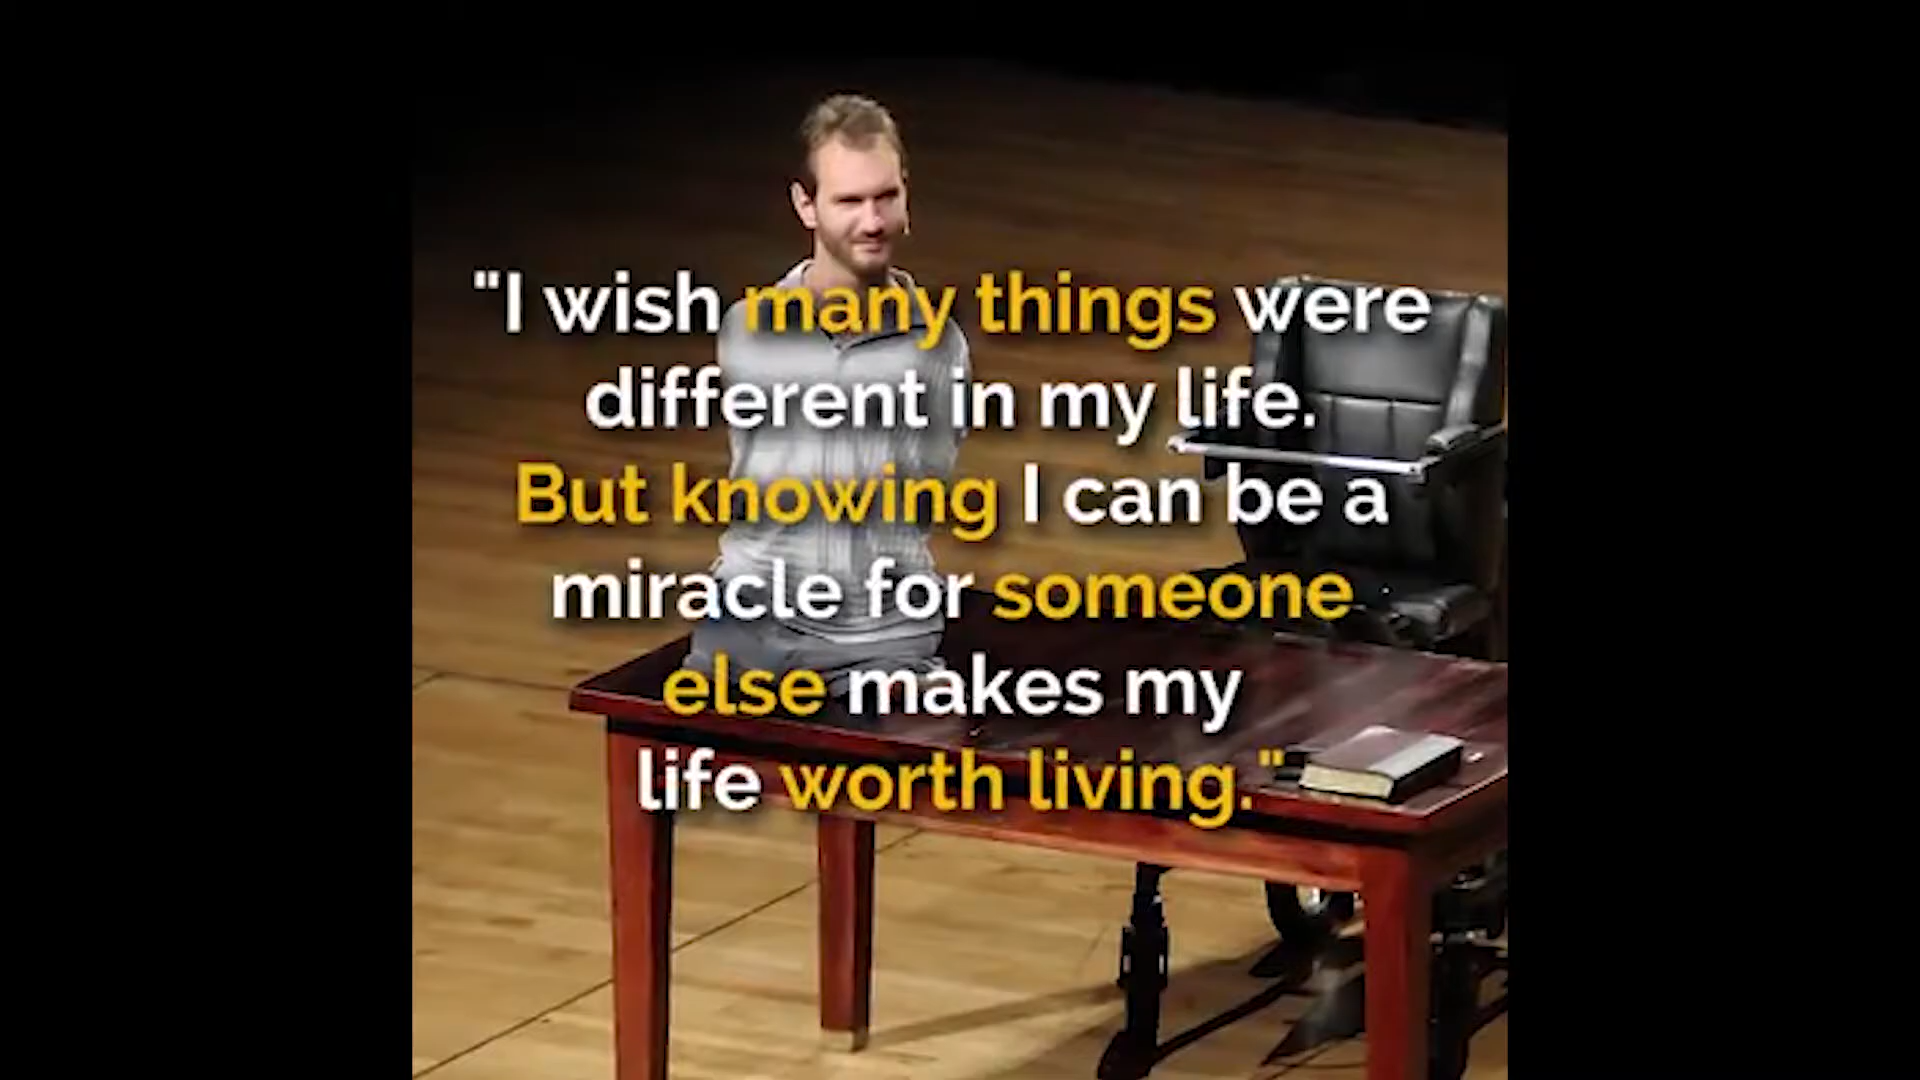 "I wish many things were
different in my life.
But knowing I can be a
miracle for someone
else makes my
life worth living."